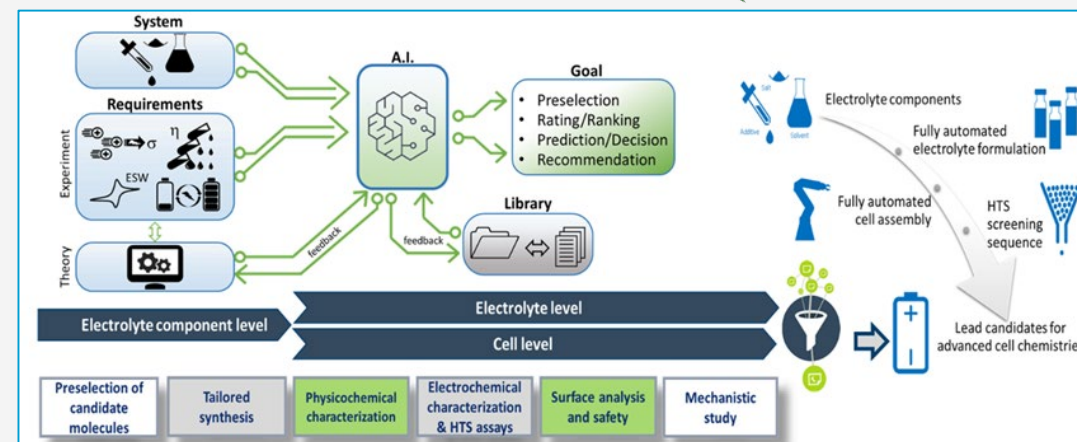 System
A.I.
Goal
• Preselection
• Rating/Ranking
• Prediction/Decision
• Recommendation
Requirements
Experiment
σ
η
ESW
Theory
feedback
feedback
Library
Salt
Additive
Solvent
Electrolyte components
Fully automated
electrolyte formulation
Fully automated
cell assembly
HTS
screening
sequence
Lead candidates for
advanced cell chemistrie
Electrolyte component level
Electrolyte level
Cell level
Preselection of
candidate
molecules
Tailored
synthesis
Physicochemical
characterization
Electrochemical
characterization
& HTS assays
Surface analysis
and safety
Mechanistic
study